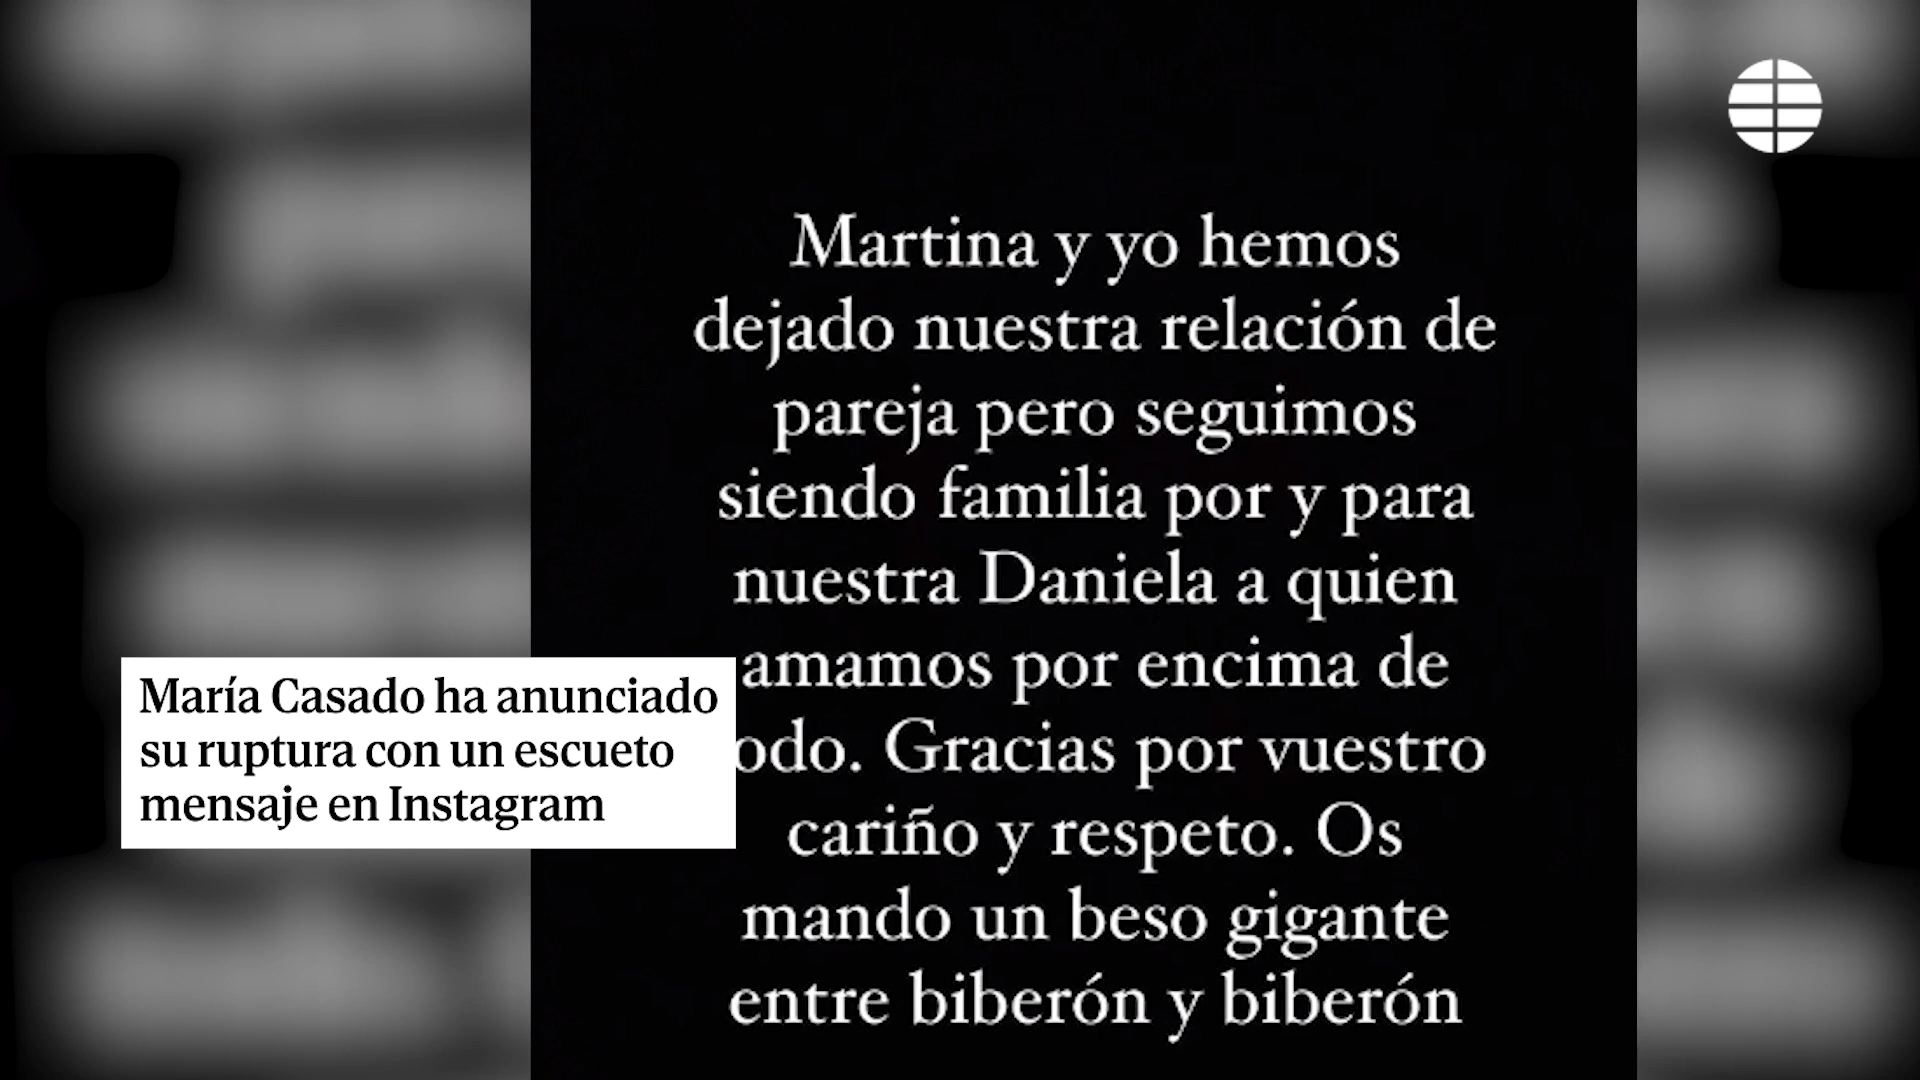 Martina y yo hemos
dejado nuestra relación de
pareja pero seguimos
siendo familia por y para
nuestra Daniela a quien
amamos por encima de
odo. Gracias por vuestro
cariño y respeto. Os
mando un beso gigante
entre biberón y biberón
María Casado ha anunciado
su ruptura con un escueto
mensaje en Instagram